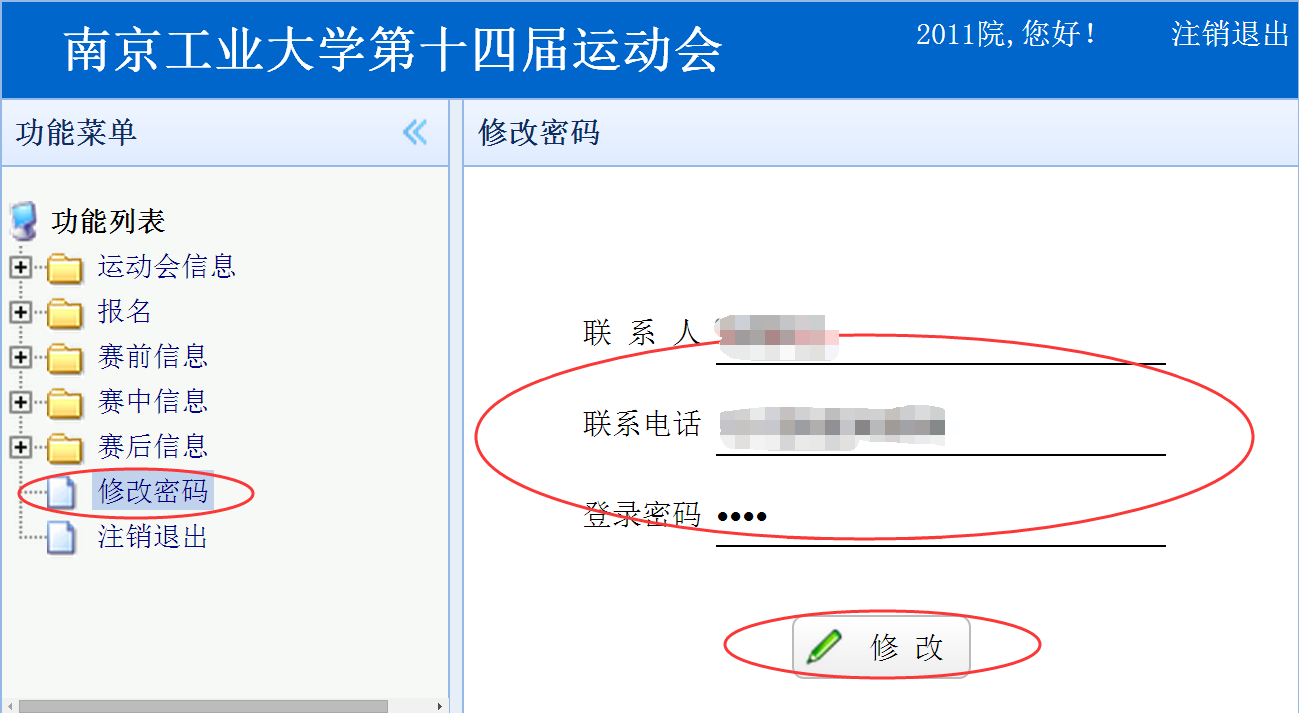 南京工业大学第十四届运动会
2011院,您好！ 注销退出
功能菜单
修改密码
功能列表
运动会信息
报名
赛前信息
赛中信息
赛后信息
修改密码
注销退出
联 系 人
联系电话
登录密码 ••••
修 改